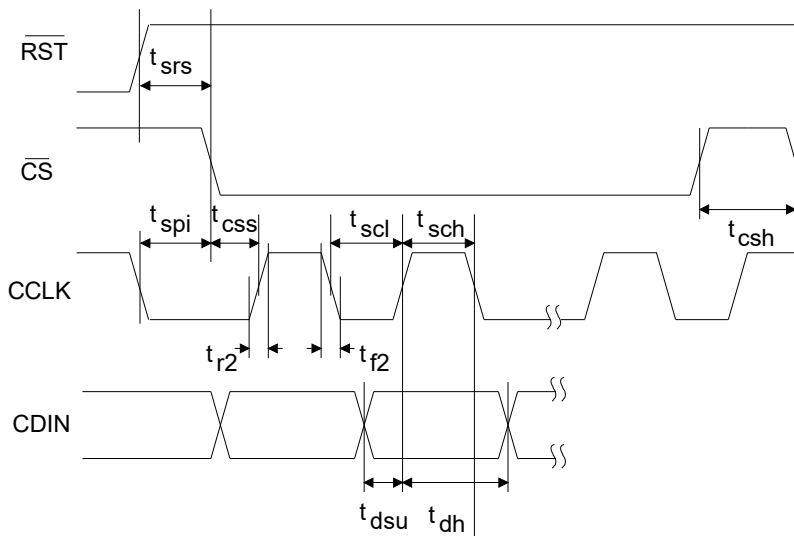 RST
t srs
CS
t spi
t css
t scl
t sch
t csh
CCLK
t r2
t f2
CDIN
t dsu
t dh